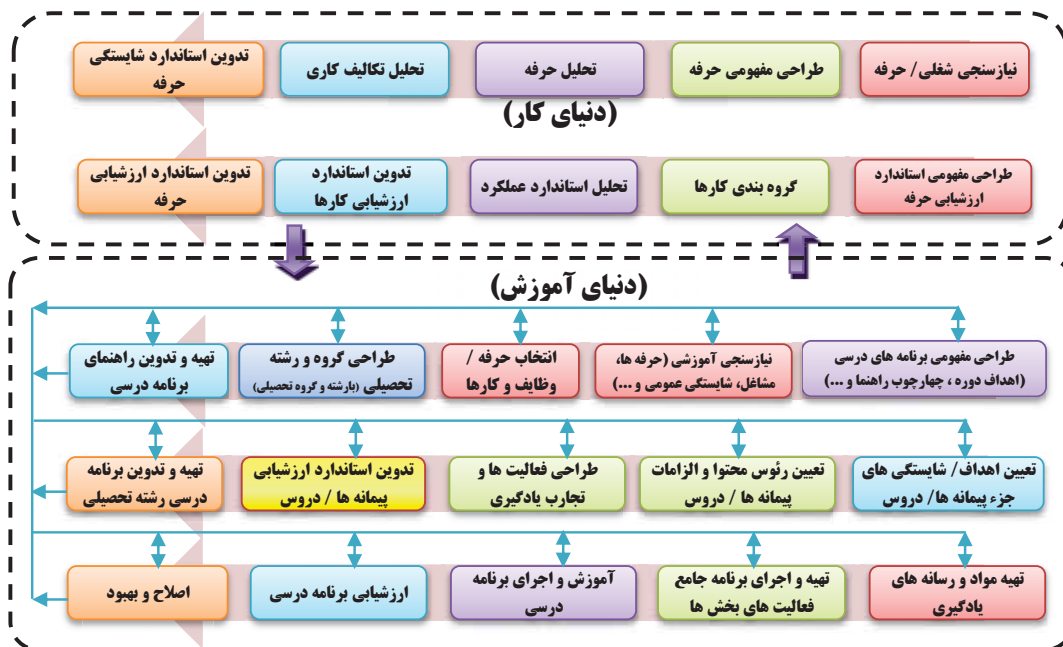 نیازسنجی شغلی/ حرفه
طراحی مفهومی حرفه
تحلیل حرفه
تحلیل تکالیف کاری
تدوین استاندارد شایستگی
حرفه
(دنیای کار)
طراحی مفهومی استاندارد
ارزشیابی حرفه
گروه بندی کارها
تحلیل استاندارد عملکرد
تدوین استاندارد
ارزشیابی کارها
تدوین استاندارد ارزشیابی
حرفه
(دنیای آموزش)
طراحی مفهومی برنامه های درسی
(اهداف دوره ، چهارچوب راهنما و ...)
نیازسنجی آموزشی (حرفه ها،
مشاغل، شایستگی عمومی و ...)
انتخاب حرفه /
وظایف و کارها
طراحی گروه و رشته
تحصیلی (بارشته و گروه تحصیلی)
تهیه و تدوین راهنمای
برنامه درسی
تعیین اهداف/ شایستگی های
جزء پیمانه ها/ دروس
تعیین رئوس محتوا و الزامات
پیمانه ها / دروس
طراحی فعالیت ها و
تجارب یادگیری
تدوین استاندارد ارزشیابی
پیمانه ها / دروس
تهیه و تدوین برنامه
درسی رشته تحصیلی
تهیه مواد و رسانه های
یادگیری
تهیه و اجرای برنامه جامع
فعالیت های بخش ها
آموزش و اجرای برنامه
درسی
ارزشیابی برنامه درسی
اصلاح و بهبود